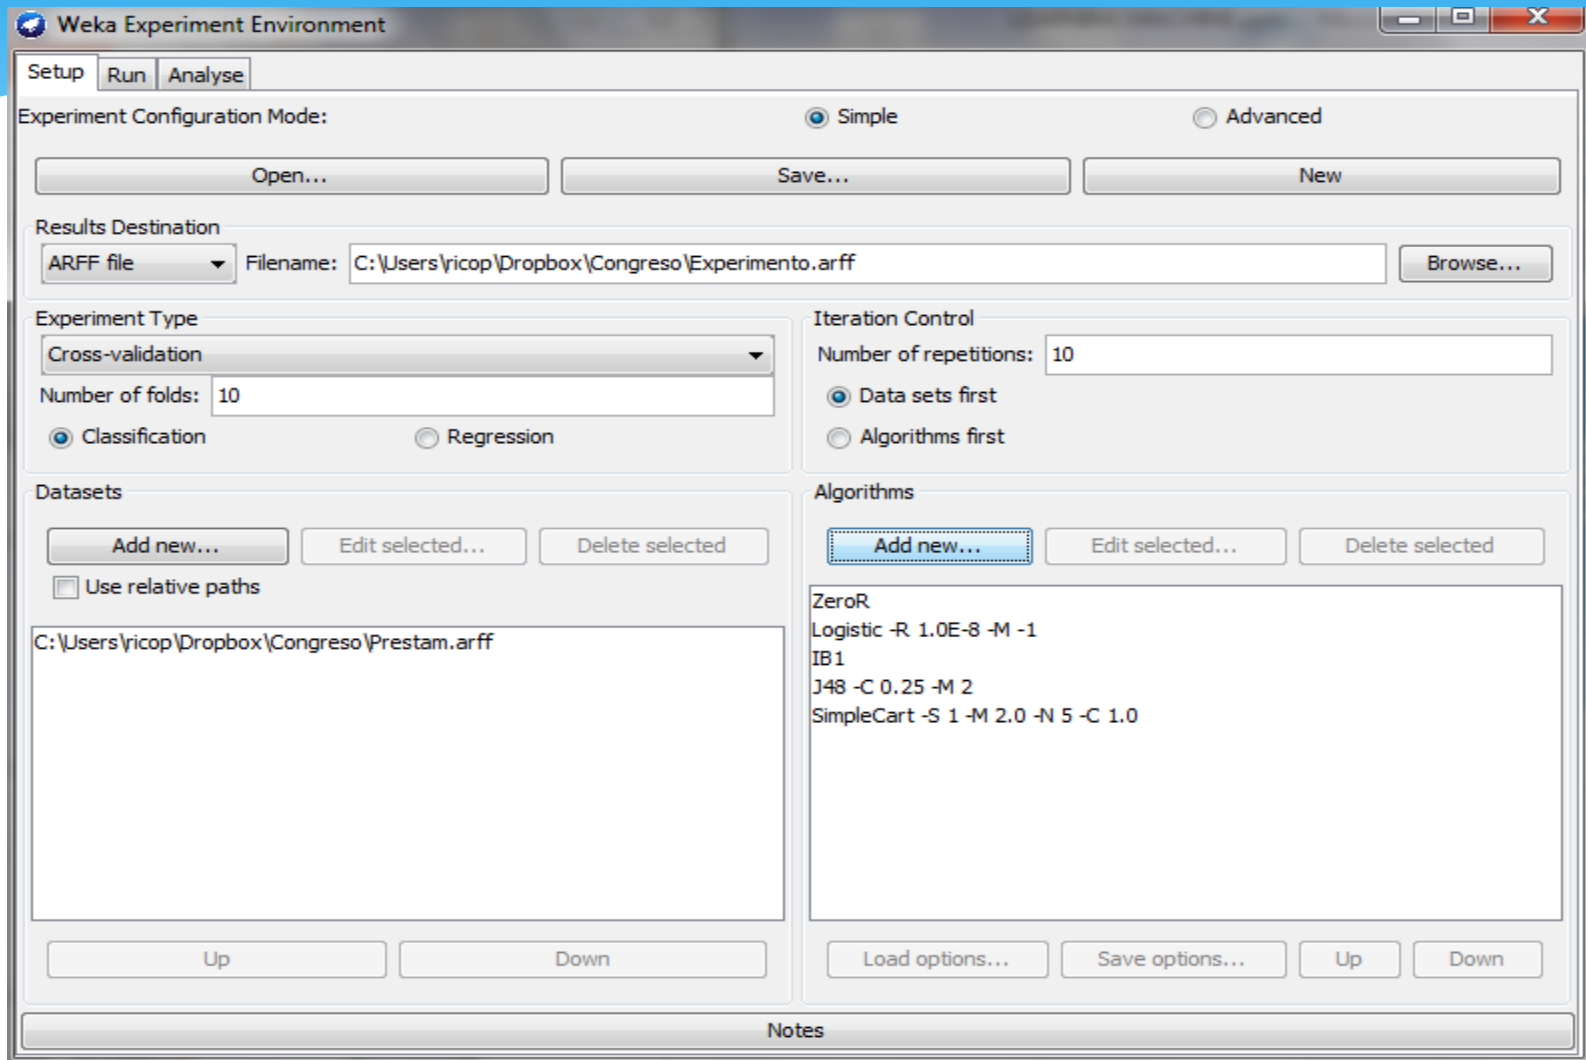 Weka Experiment Environment
Setup Run Analyse
Experiment Configuration Mode: Simple Advanced
Open... Save... New
Results Destination
ARFF file Filename: C:\Users\ricop\Dropbox\Congreso\Experimento.arff Browse...
Experiment Type
Cross-validation
Number of folds: 10
Classification Regression
Iteration Control
Number of repetitions: 10
Data sets first
Algorithms first
Datasets
Add new... Edit selected... Delete selected
Use relative paths
C:\Users\ricop\Dropbox\Congreso\Prestam.arff
Up Down
Algorithms
Add new... Edit selected... Delete selected
ZeroR
Logistic -R 1.0E-8 -M -1
IB1
J48 -C 0.25 -M 2
SimpleCart -S 1 -M 2.0 -N 5 -C 1.0
Load options... Save options... Up Down
Notes